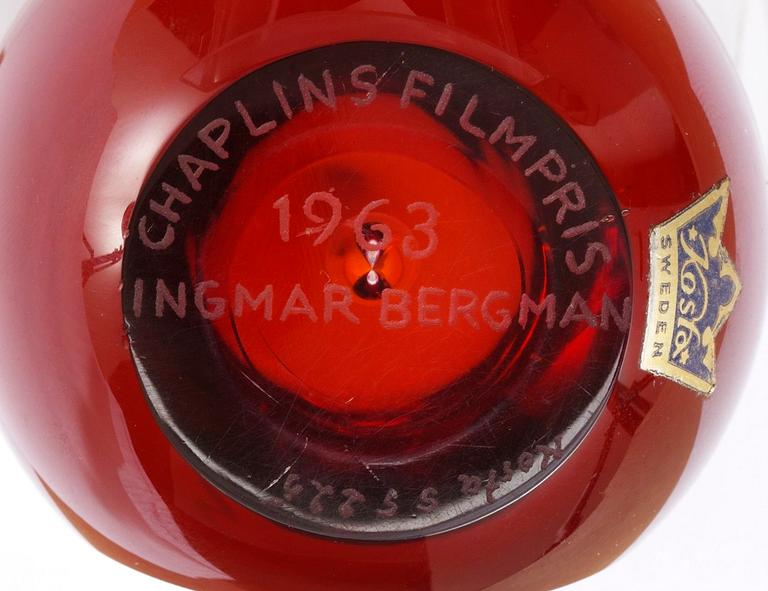 CHAPLINS FILMPRIS
1963
INGMAR BERGMAN
Kosta
SWEDEN
Kosta S 5225